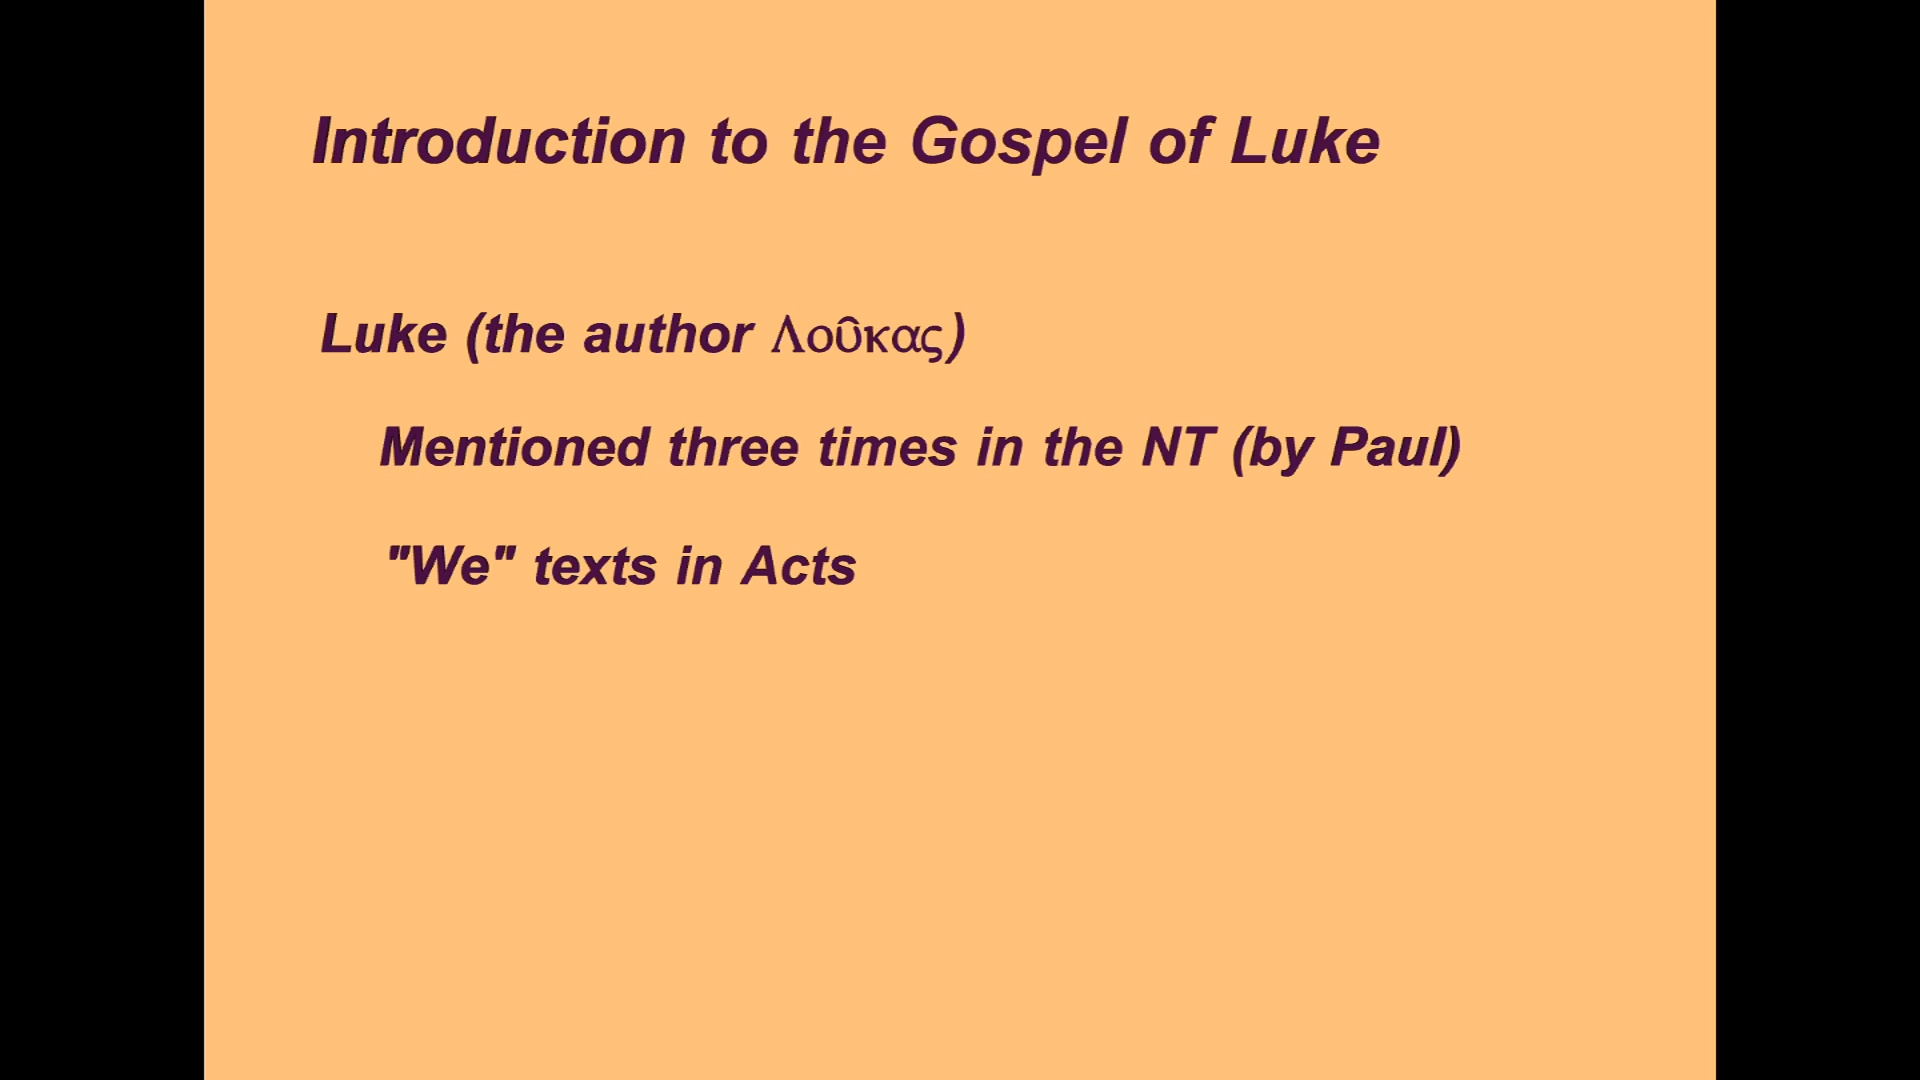 Introduction to the Gospel of Luke
Luke (the author Λοῦκας)
Mentioned three times in the NT (by Paul)
"We" texts in Acts